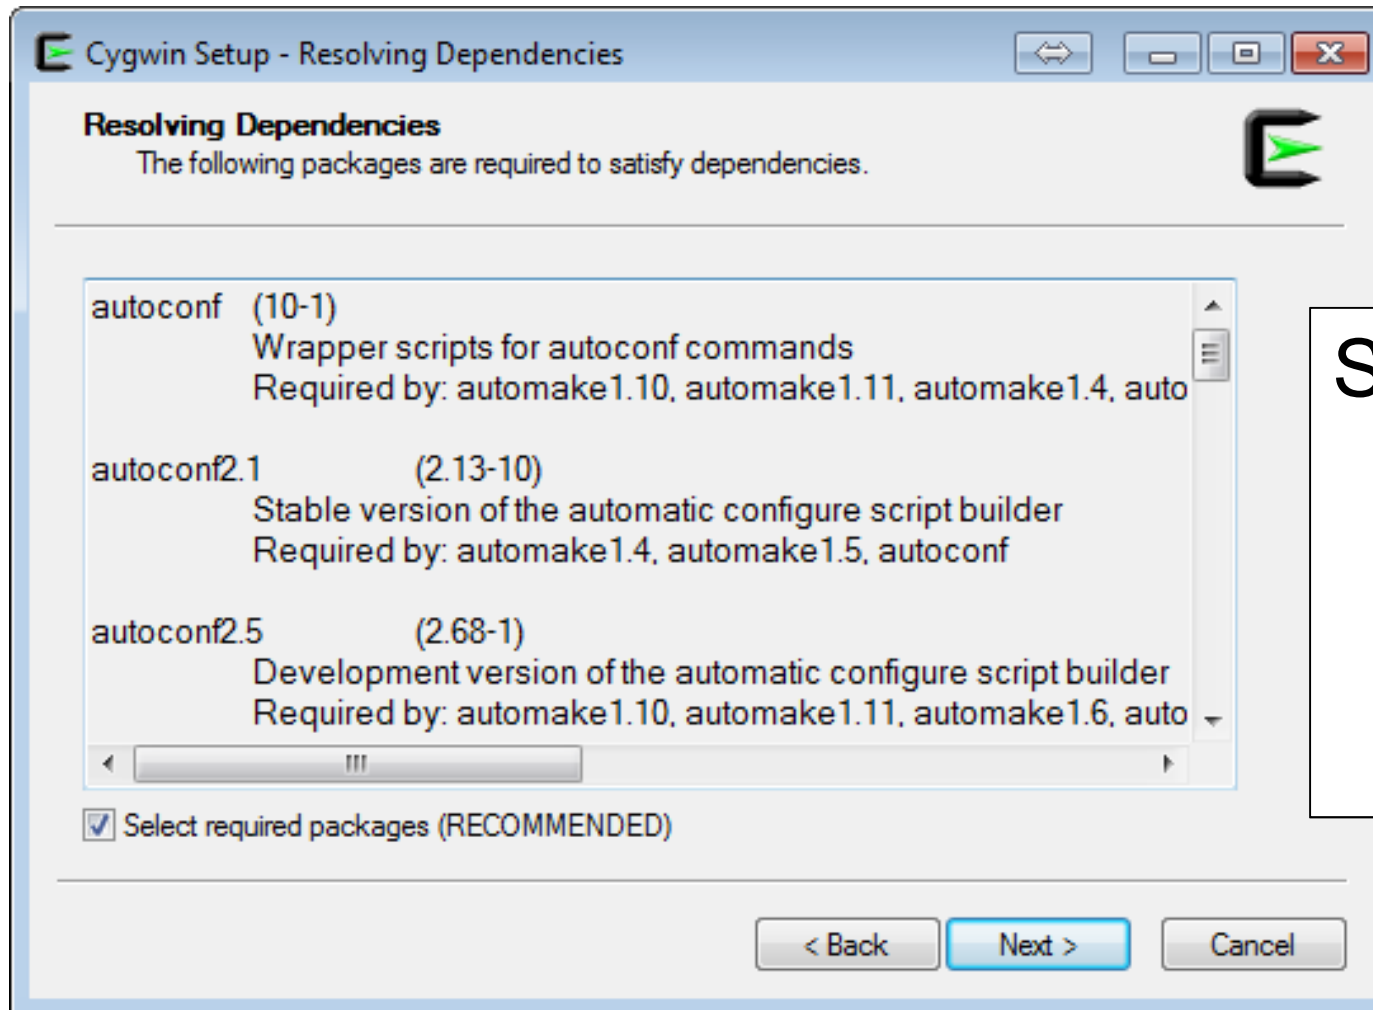 Cygwin Setup - Resolving Dependencies
Resolving Dependencies
The following packages are required to satisfy dependencies.
autoconf (10-1)
Wrapper scripts for autoconf commands
Required by: automake1.10, automake1.11, automake1.4, auto
autoconf2.1 (2.13-10)
Stable version of the automatic configure script builder
Required by: automake1.4, automake1.5, autoconf
autoconf2.5 (2.68-1)
Development version of the automatic configure script builder
Required by: automake1.10, automake1.11, automake1.6, auto
Select required packages (RECOMMENDED)
< Back Next > Cancel
S